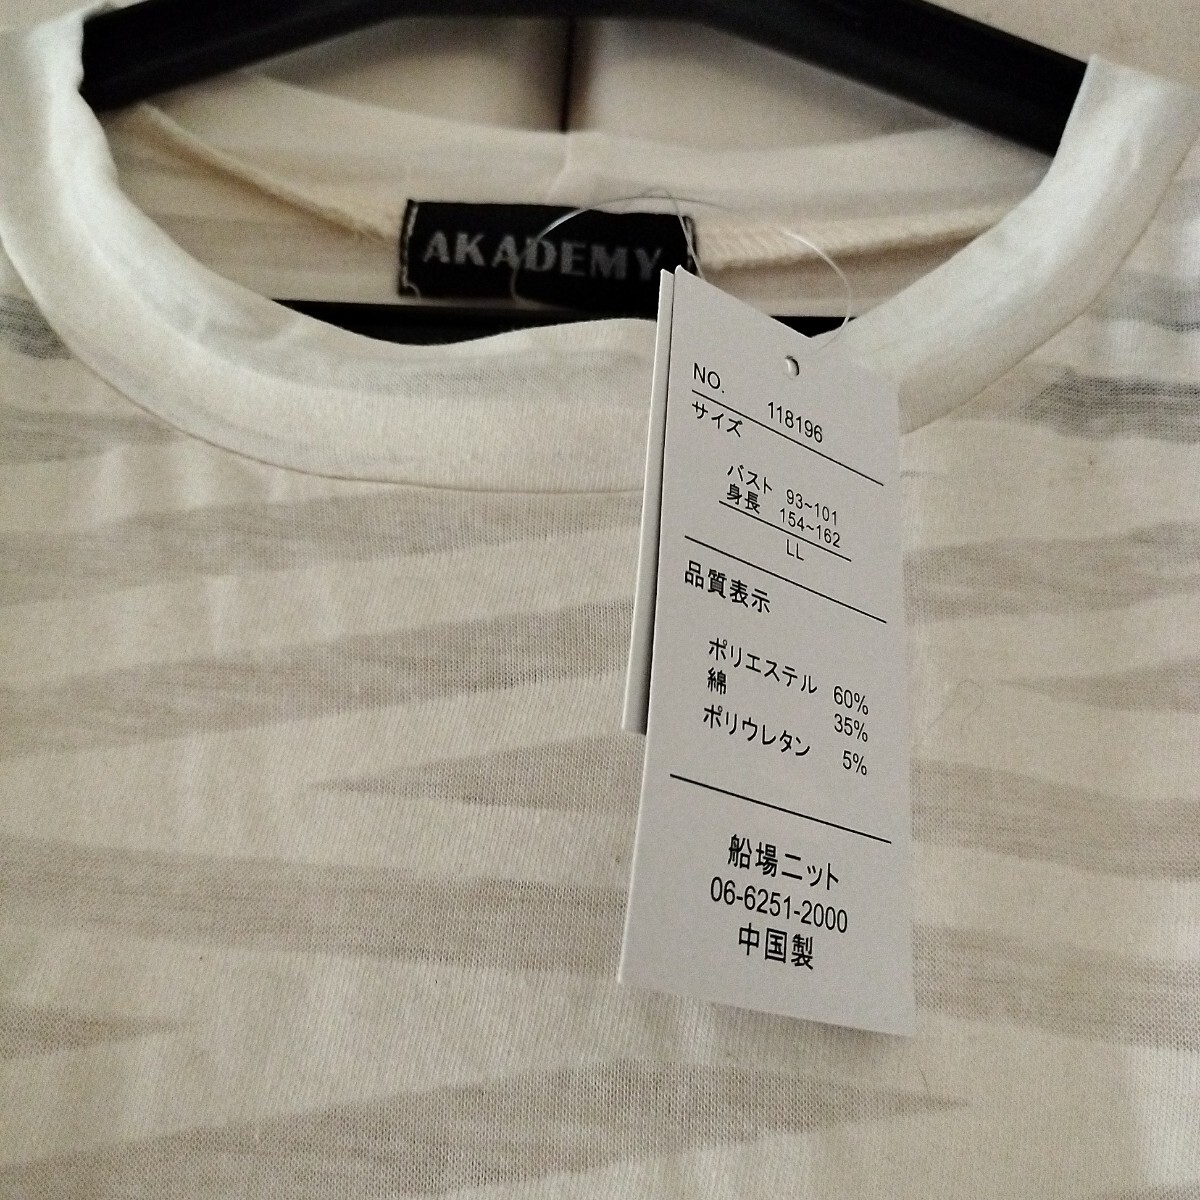 AKADEMY
NO. 118196
サイズ
バスト 93~101
身長 154~162
LL
品質表示
ポリエステル 60%
綿 35%
ポリウレタン 5%
船場ニット
06-6251-2000
中国製